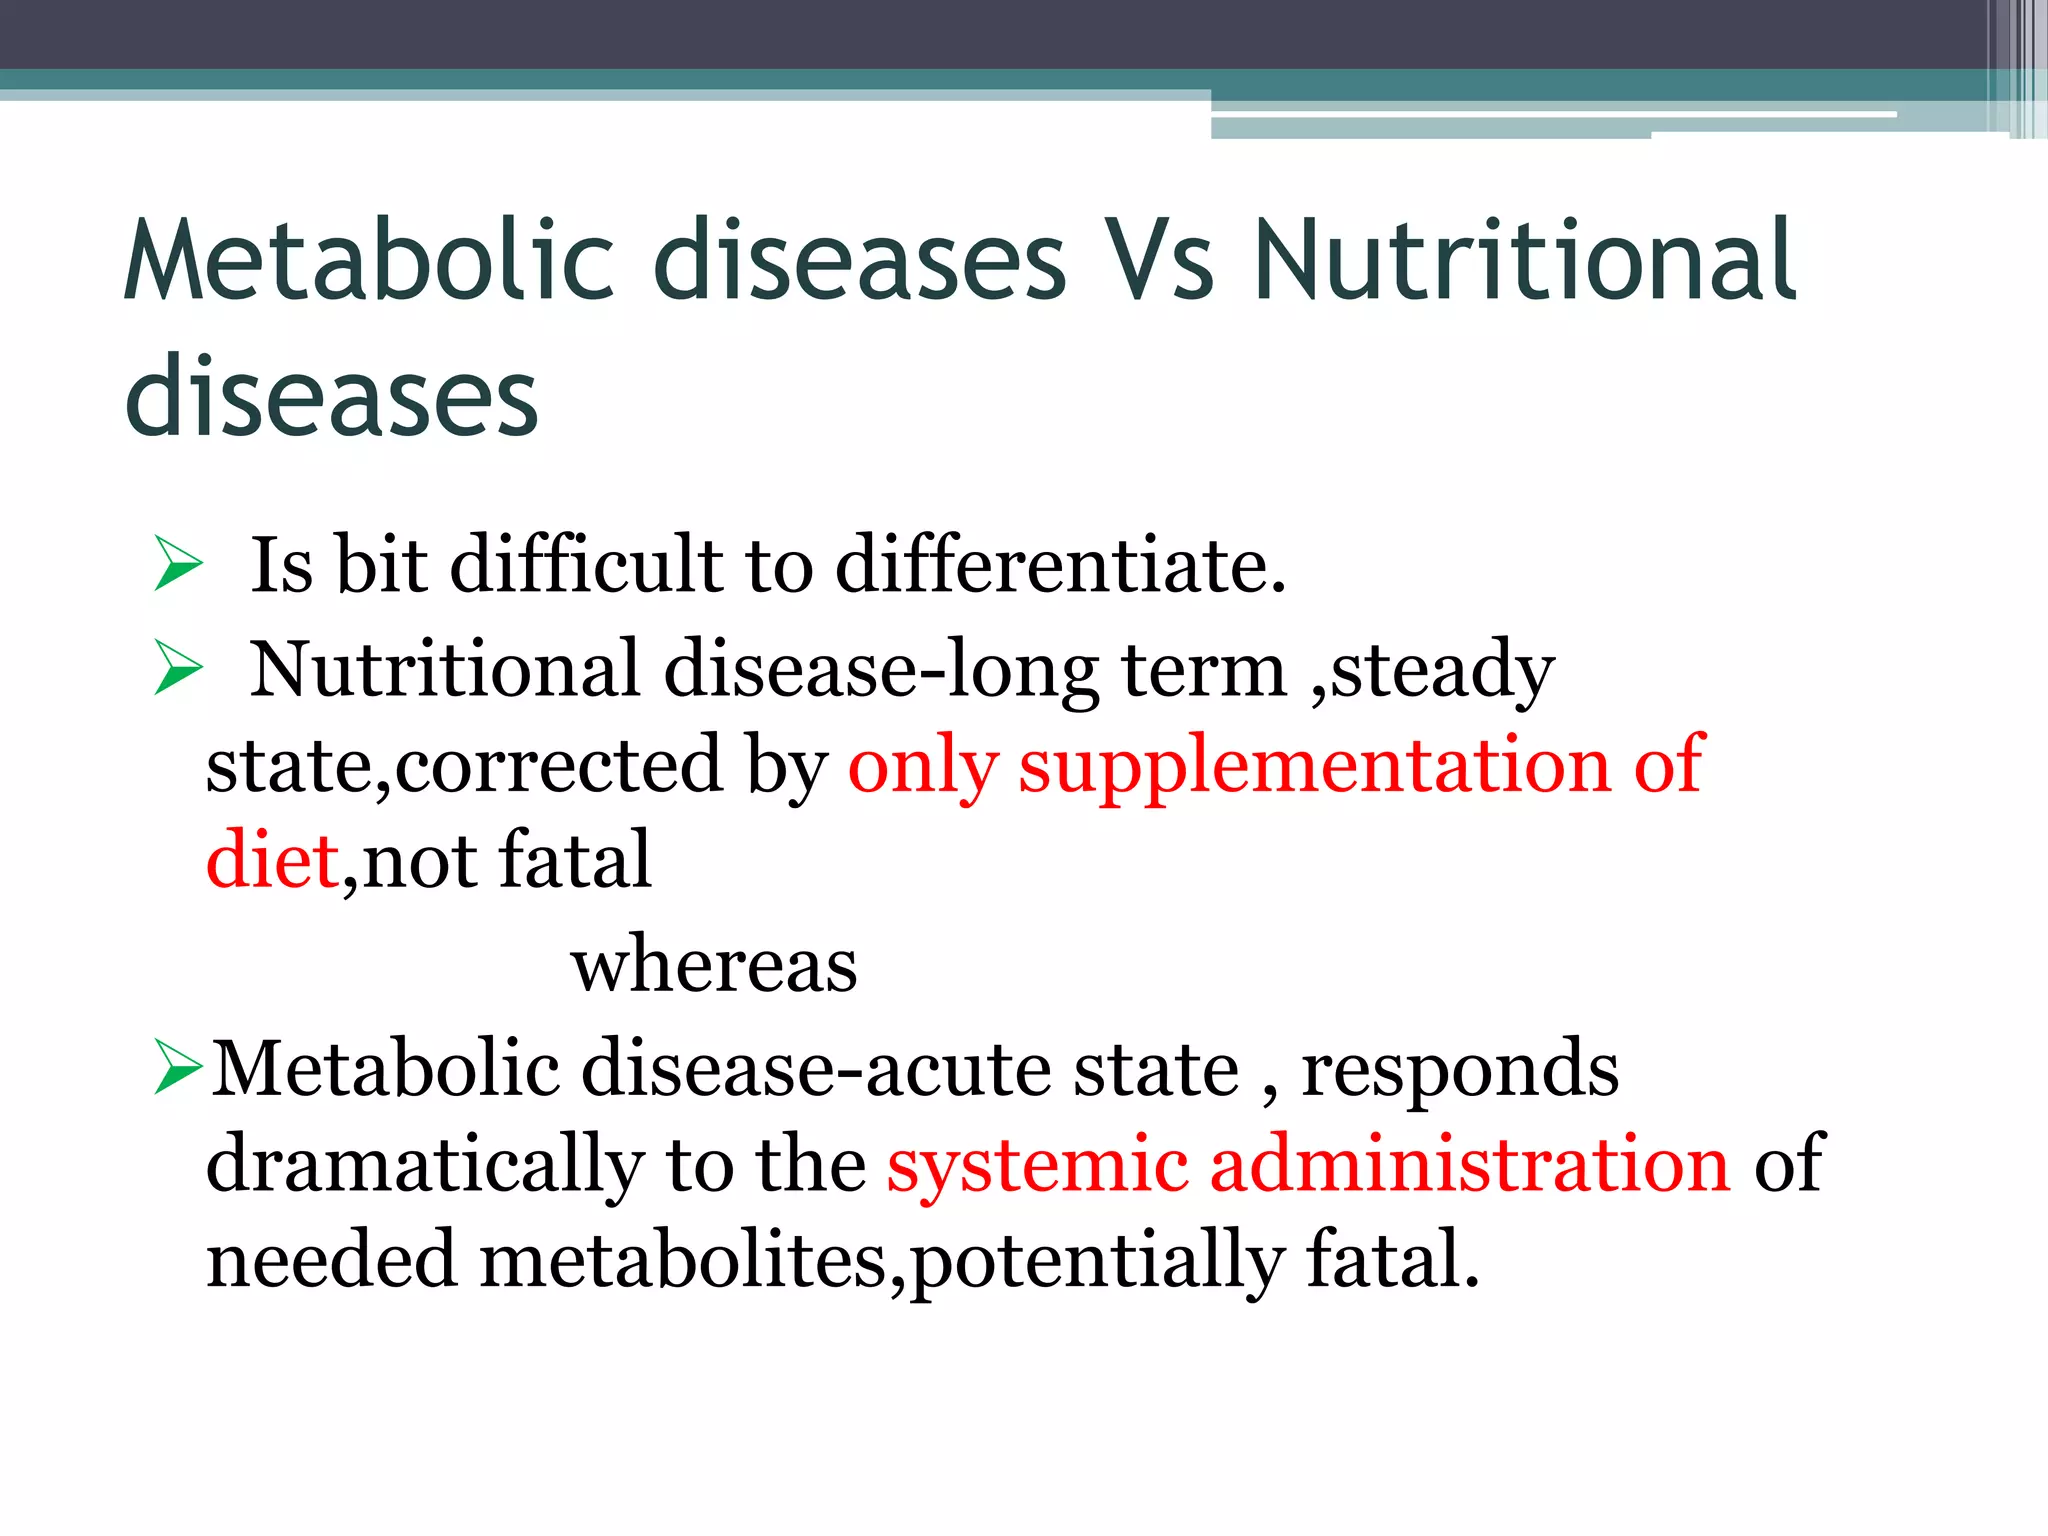 Metabolic diseases Vs Nutritional
diseases
➢ Is bit difficult to differentiate.
➢ Nutritional disease-long term ,steady
state,corrected by only supplementation of
diet,not fatal
whereas
➢Metabolic disease-acute state , responds
dramatically to the systemic administration of
needed metabolites,potentially fatal.